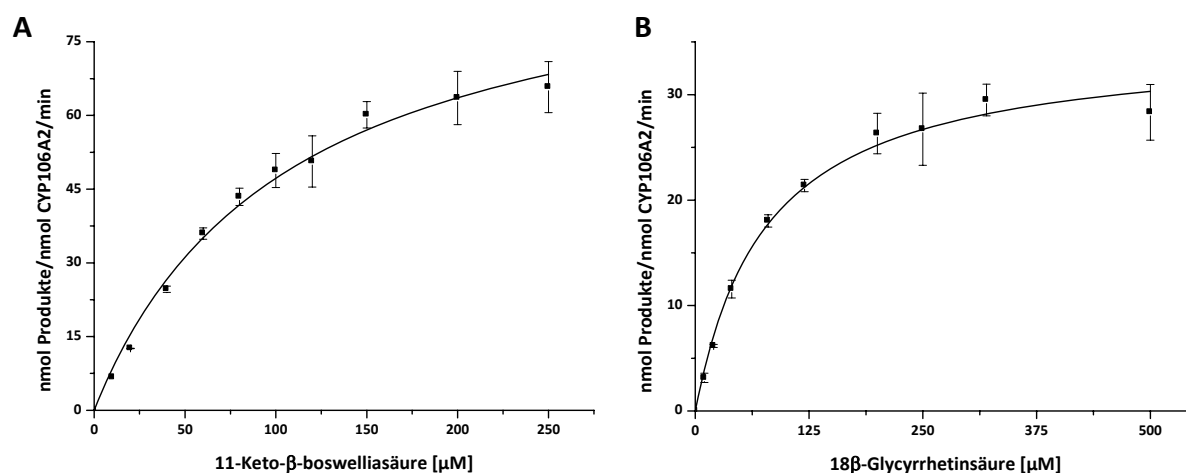 A
nmol Produkte/nmol CYP106A2/min
75
60
45
30
15
0
0 50 100 150 200 250
11-Keto-β-boswelliasäure [µM]
B
nmol Produkte/nmol CYP106A2/min
30
20
10
0
0 125 250 375 500
18β-Glycyrrhetinsäure [µM]